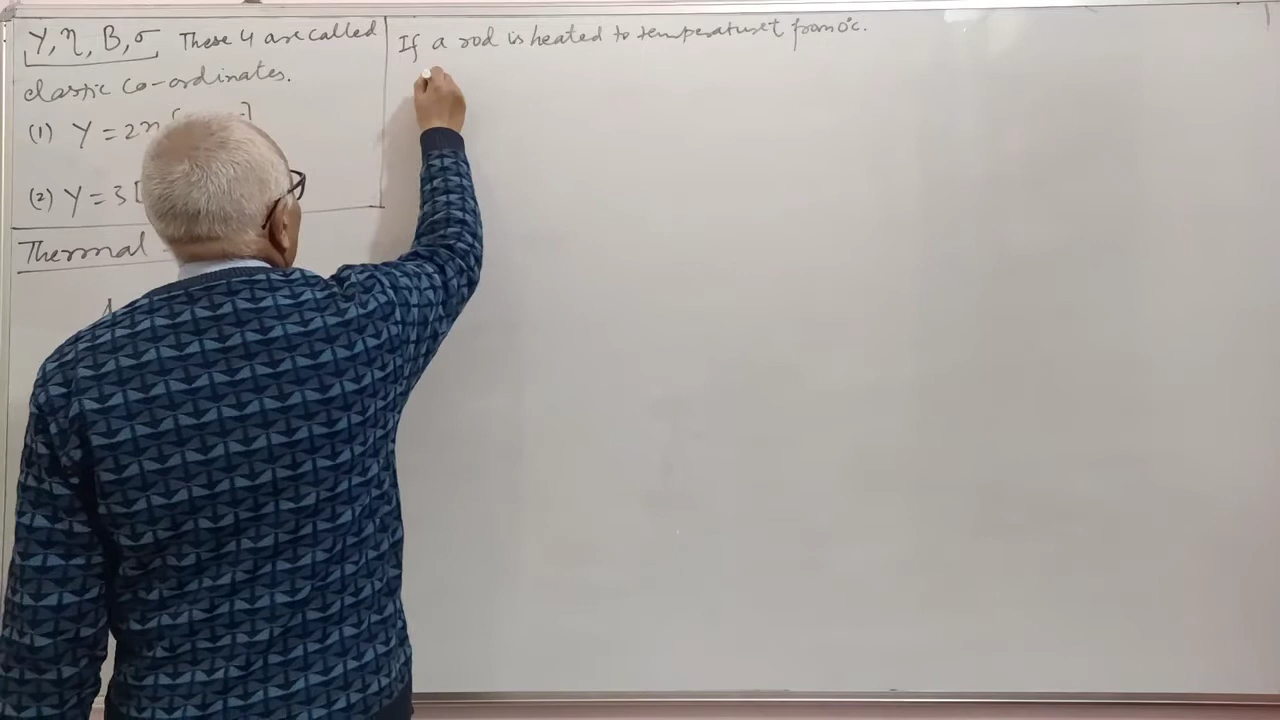 Y, η, B, σ These 4 are called
elastic co-ordinates.
(1) Y = 2η [
(2) Y = 3 [
Thermal
If a rod is heated to temperature t from 0°c.